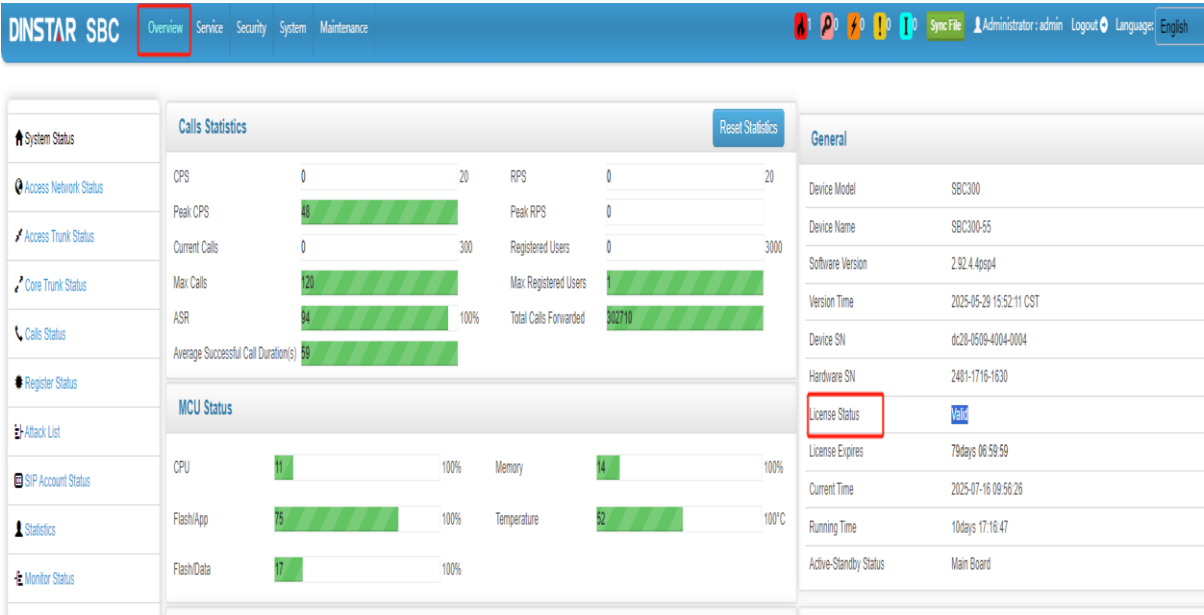 DINSTAR SBC Overview Service Security System Maintenance 1 0 0 0 0 Sync File Administrator : admin Logout Language: English
System Status
Access Network Status
Access Trunk Status
Core Trunk Status
Calls Status
Register Status
Attack List
SIP Account Status
Statistics
Monitor Status
Calls Statistics Reset Statistics
CPS 0 20 RPS 0 20
Peak CPS 48 Peak RPS 0
Current Calls 0 300 Registered Users 0 3000
Max Calls 120 Max Registered Users 1
ASR 94 100% Total Calls Forwarded 302710
Average Successful Call Duration(s) 59
MCU Status
CPU 11 100% Memory 14 100%
Flash/App 75 100% Temperature 52 100°C
Flash/Data 17 100%
General
Device Model SBC300
Device Name SBC300-55
Software Version 2.92.4.4psp4
Version Time 2025-05-29 15:52:11 CST
Device SN dc28-0509-4004-0004
Hardware SN 2481-1716-1630
License Status Valid
License Expires 79days 06:59:59
Current Time 2025-07-16 09:56:26
Running Time 10days 17:16:47
Active-Standby Status Main Board